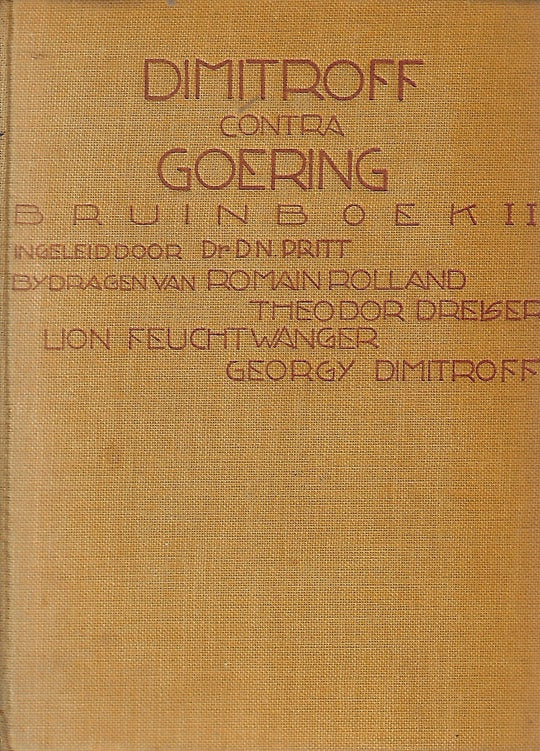 DIMITROFF
CONTRA
GOERING
BRUINBOEK II
INGELEID DOOR Dr D N. PRITT
BYDRAGEN VAN ROMAIN ROLLAND
THEODOR DREISER
LION FEUCHTWANGER
GEORGY DIMITROFF